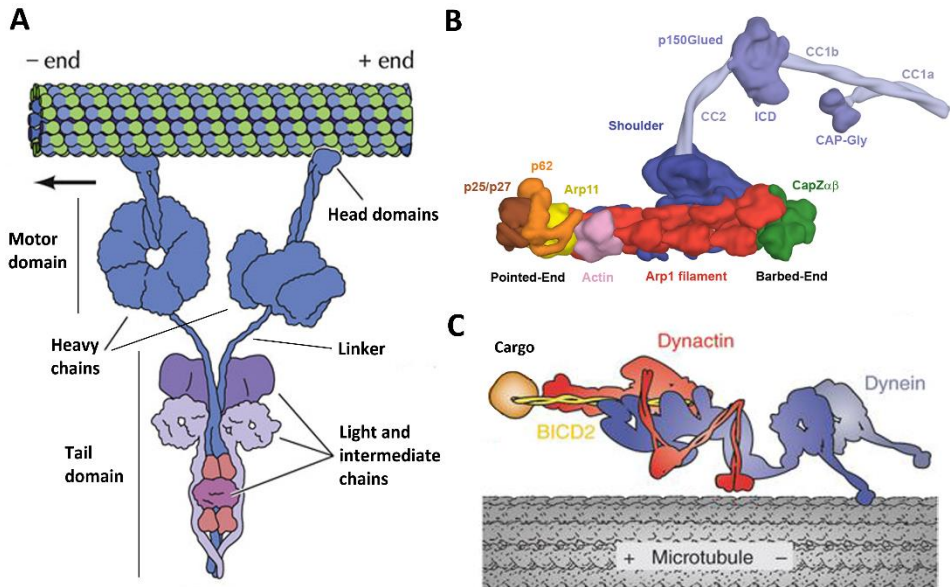 A
− end
+ end
Head domains
Motor
domain
Heavy
chains
Linker
Tail
domain
Light and
intermediate
chains
B
p150Glued
CC1b
CC1a
CC2
ICD
CAP-Gly
Shoulder
p62
p25/p27
Arp11
CapZαβ
Pointed-End
Actin
Arp1 filament
Barbed-End
C
Cargo
Dynactin
Dynein
BICD2
+ Microtubule −